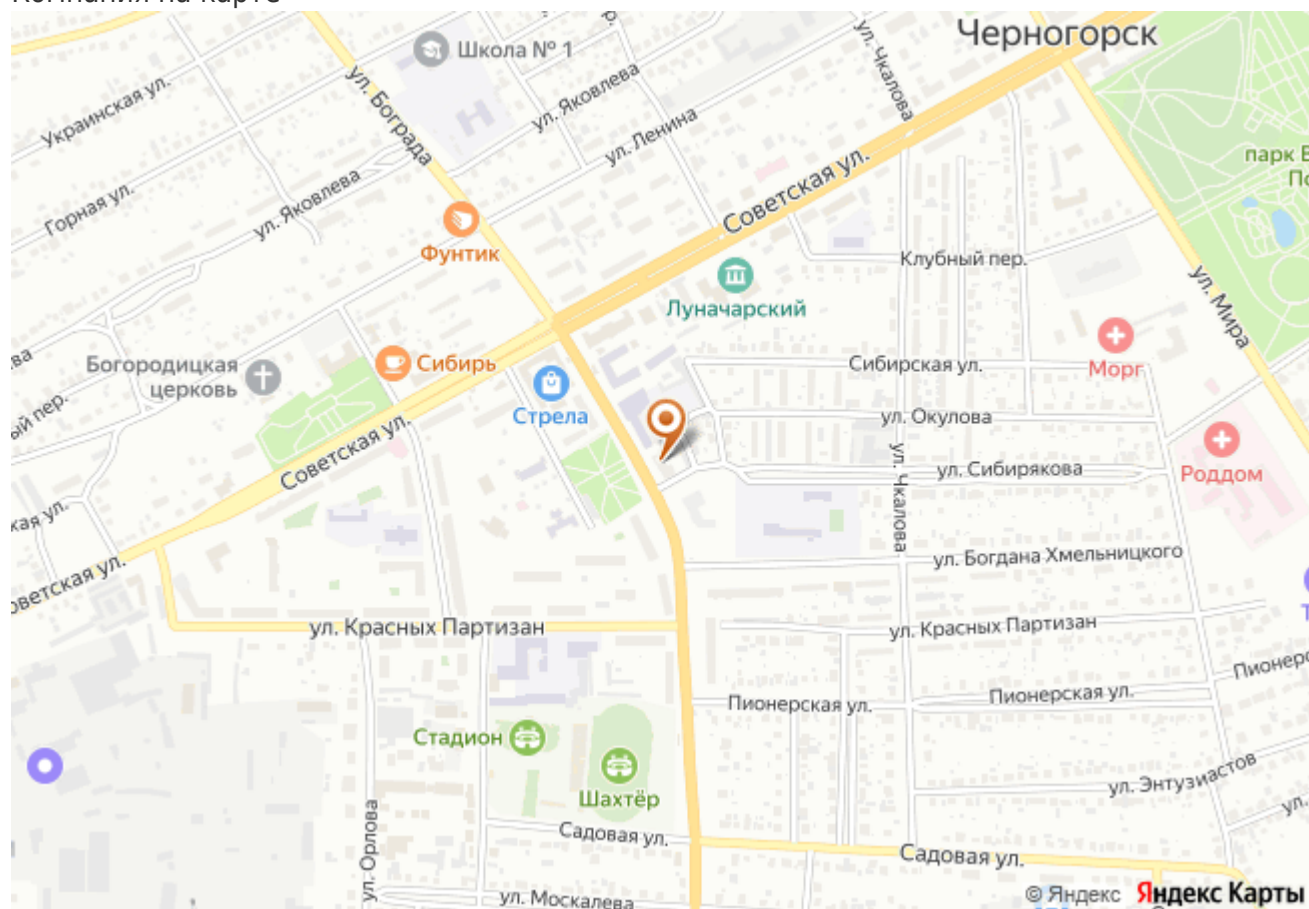 Компания на карте
Черногорск
Школа № 1
ул. Чкалова
Украинская ул.
ул. Бограда
ул. Яковлева
ул. Ленина
Советская ул.
Горная ул.
ул. Яковлева
Фунтик
Клубный пер.
парк
Луначарский
ул. Мира
Богородицкая
церковь
Сибирь
Сибирская ул.
Морг
Стрела
ул. Окулова
Советская ул.
ул. Сибирякова
Роддом
ул. Чкалова
ул. Богдана Хмельницкого
ул. Красных Партизан
ул. Красных Партизан
Пионерская ул.
Пионерская ул.
Стадион
Шахтёр
ул. Энтузиастов
ул. Орлова
Садовая ул.
Садовая ул.
ул. Москалева
© Яндекс Яндекс Карты